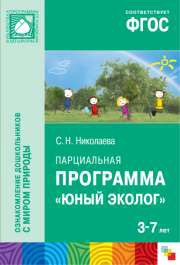 СООТВЕТСТВУЕТ
ФГОС
С. Н. Николаева
ПАРЦИАЛЬНАЯ
ПРОГРАММА
«ЮНЫЙ ЭКОЛОГ»
3–7 лет
ОЗНАКОМЛЕНИЕ ДОШКОЛЬНИКОВ
С МИРОМ ПРИРОДЫ